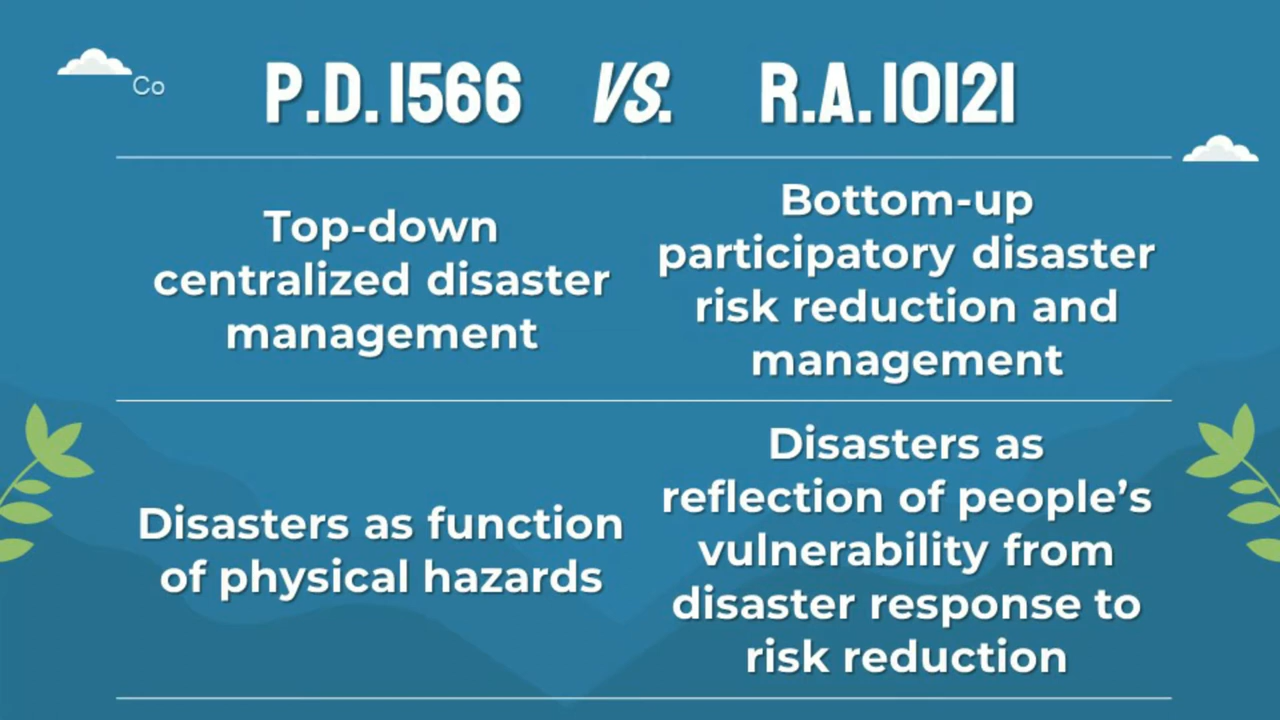 Co
P.D. 10566 VS. R.A. 10121
Top-down
centralized disaster
management
Bottom-up
participatory disaster
risk reduction and
management
Disasters as function
of physical hazards
Disasters as
reflection of people's
vulnerability from
disaster response to
risk reduction